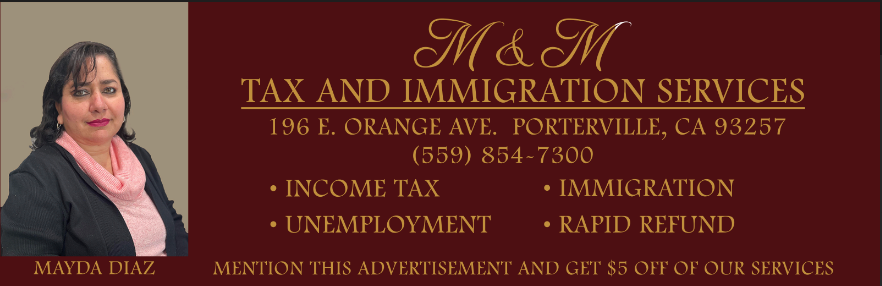 M & M
TAX AND IMMIGRATION SERVICES
196 E. ORANGE AVE. PORTERVILLE, CA 93257
(559) 854-7300
• INCOME TAX • IMMIGRATION
• UNEMPLOYMENT • RAPID REFUND
MAYDA DIAZ
MENTION THIS ADVERTISEMENT AND GET $5 OFF OF OUR SERVICES